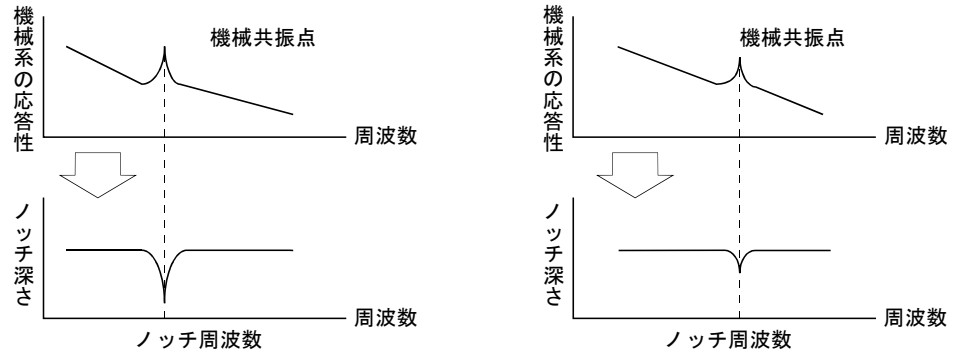 機械系の応答性
機械共振点
周波数
ノッチ深さ
周波数
ノッチ周波数
機械系の応答性
機械共振点
周波数
ノッチ深さ
周波数
ノッチ周波数